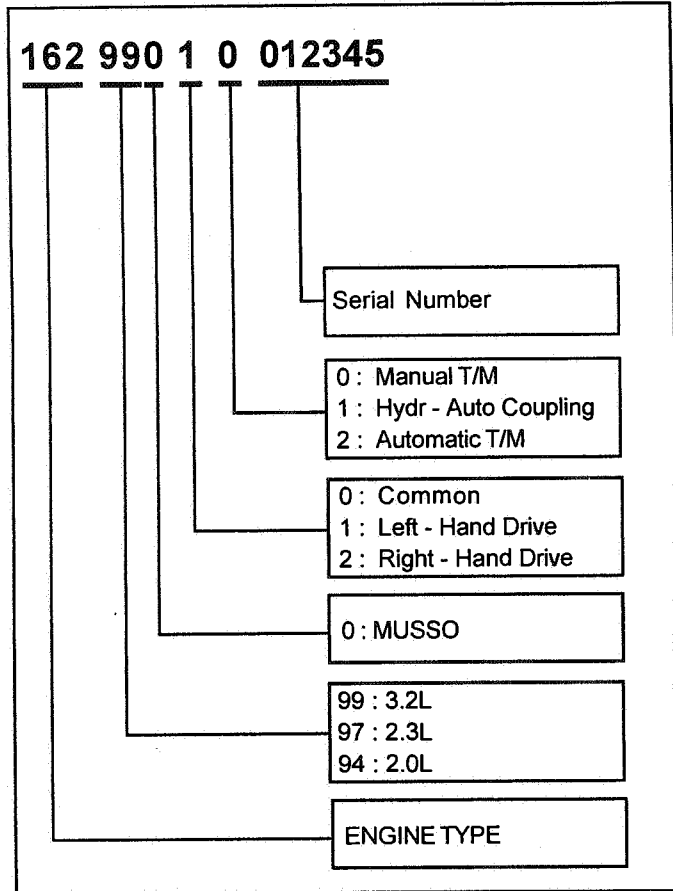 162 990 1 0 012345
Serial Number
0 : Manual T/M
1 : Hydr - Auto Coupling
2 : Automatic T/M
0 : Common
1 : Left - Hand Drive
2 : Right - Hand Drive
0 : MUSSO
99 : 3.2L
97 : 2.3L
94 : 2.0L
ENGINE TYPE